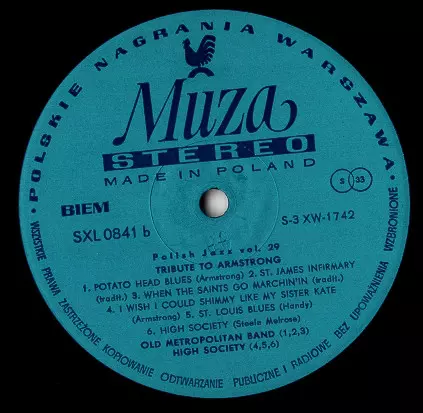 · POLSKIE NAGRANIA WARSZAWA ·
Muza
STEREO
MADE IN POLAND
BIEM
S 33
SXL 0841 b
S-3 XW-1742
Polish Jazz vol. 29
TRIBUTE TO ARMSTRONG
1. POTATO HEAD BLUES (Armstrong) 2. ST. JAMES INFIRMARY
(tradit.) 3. WHEN THE SAINTS GO MARCHIN'IN (tradit.)
4. I WISH I COULD SHIMMY LIKE MY SISTER KATE
(Armstrong) 5. ST. LOUIS BLUES (Handy)
6. HIGH SOCIETY (Steele Melrose)
OLD METROPOLITAN BAND (1,2,3)
HIGH SOCIETY (4,5,6)
WSZYSTKIE PRAWA ZASTRZEŻONE KOPIOWANIE ODTWARZANIE PUBLICZNE I RADIOWE BEZ UPOWAŻNIENIA WZBRONIONE